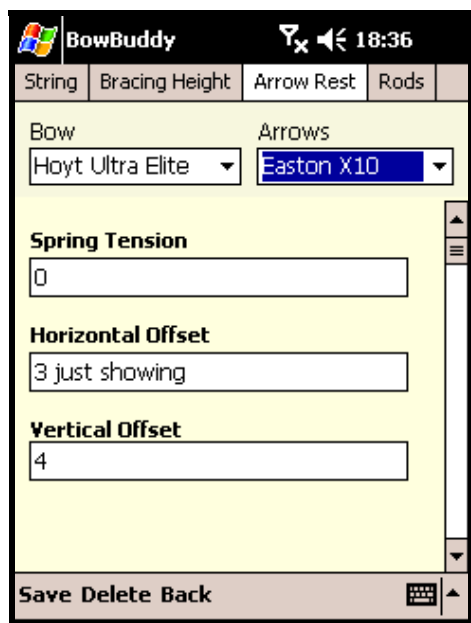 BowBuddy 18:36
String Bracing Height Arrow Rest Rods
Bow Arrows
Hoyt Ultra Elite Easton X10
Spring Tension
0
Horizontal Offset
3 just showing
Vertical Offset
4
Save Delete Back